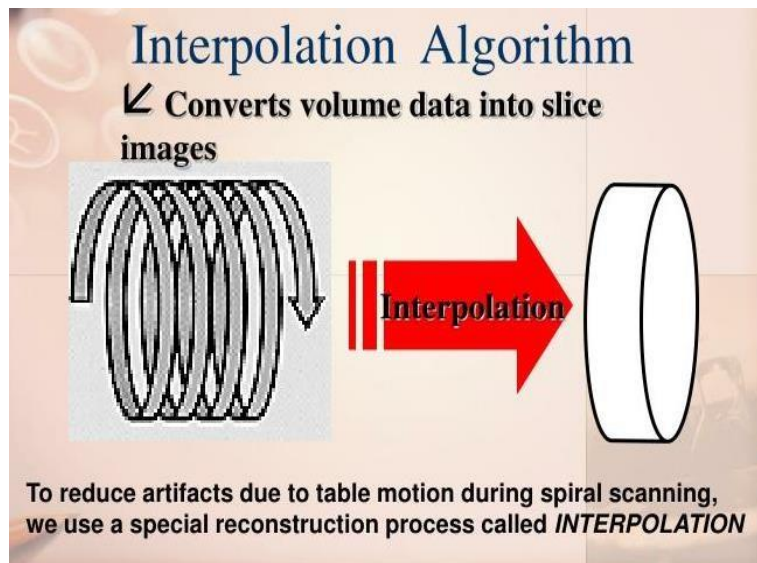 Interpolation Algorithm
Converts volume data into slice
images
Interpolation
To reduce artifacts due to table motion during spiral scanning,
we use a special reconstruction process called INTERPOLATION